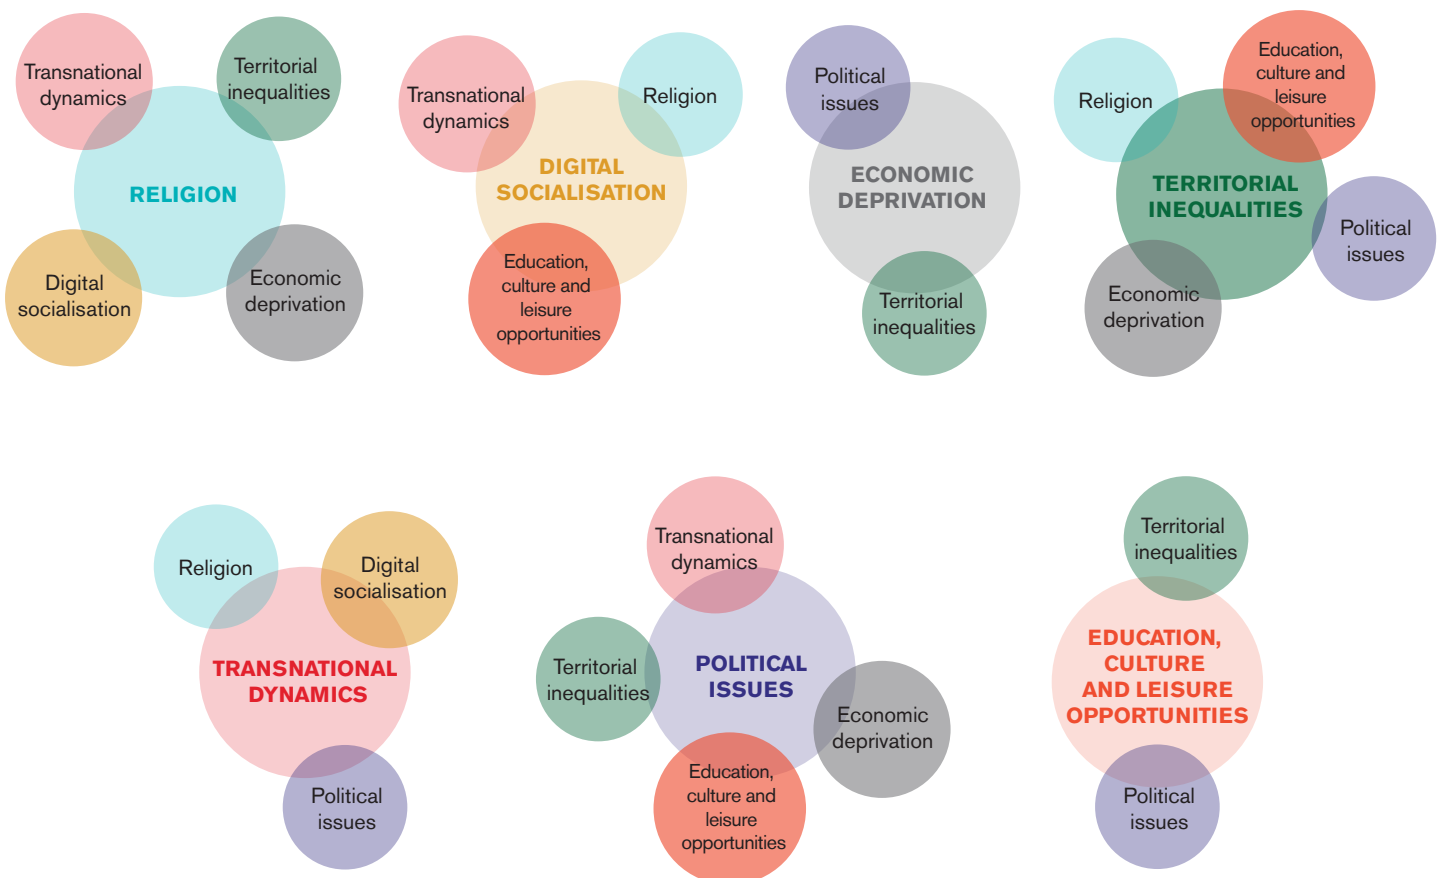 Transnational
dynamics
Territorial
inequalities
RELIGION
Digital
socialisation
Economic
deprivation
Transnational
dynamics
Religion
DIGITAL
SOCIALISATION
Education,
culture and
leisure
opportunities
Political
issues
ECONOMIC
DEPRIVATION
Territorial
inequalities
Religion
Education,
culture and
leisure
opportunities
TERRITORIAL
INEQUALITIES
Political
issues
Economic
deprivation
Religion
Digital
socialisation
TRANSNATIONAL
DYNAMICS
Political
issues
Transnational
dynamics
Territorial
inequalities
POLITICAL
ISSUES
Economic
deprivation
Education,
culture and
leisure
opportunities
Territorial
inequalities
EDUCATION,
CULTURE
AND LEISURE
OPPORTUNITIES
Political
issues